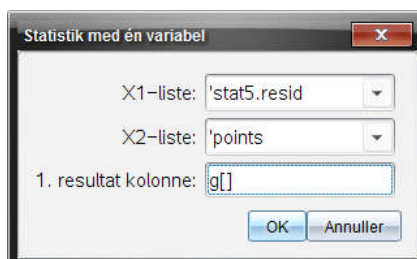 Statistik med én variabel
X1-liste: 'stat5.resid
X2-liste: 'points
1. resultat kolonne: g[]
OK Annuller